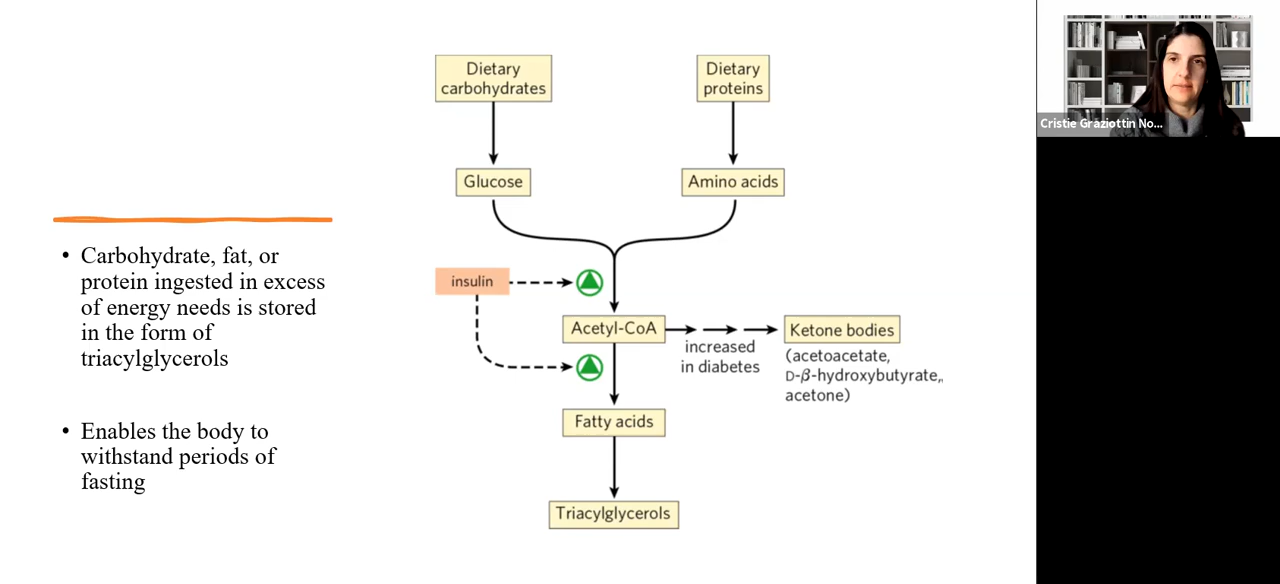 • Carbohydrate, fat, or
protein ingested in excess
of energy needs is stored
in the form of
triacylglycerols
• Enables the body to
withstand periods of
fasting
Dietary
carbohydrates
Dietary
proteins
Glucose
Amino acids
insulin
Acetyl-CoA
increased
in diabetes
Ketone bodies
(acetoacetate,
D-β-hydroxybutyrate,
acetone)
Fatty acids
Triacylglycerols
Cristie Graziottin No...